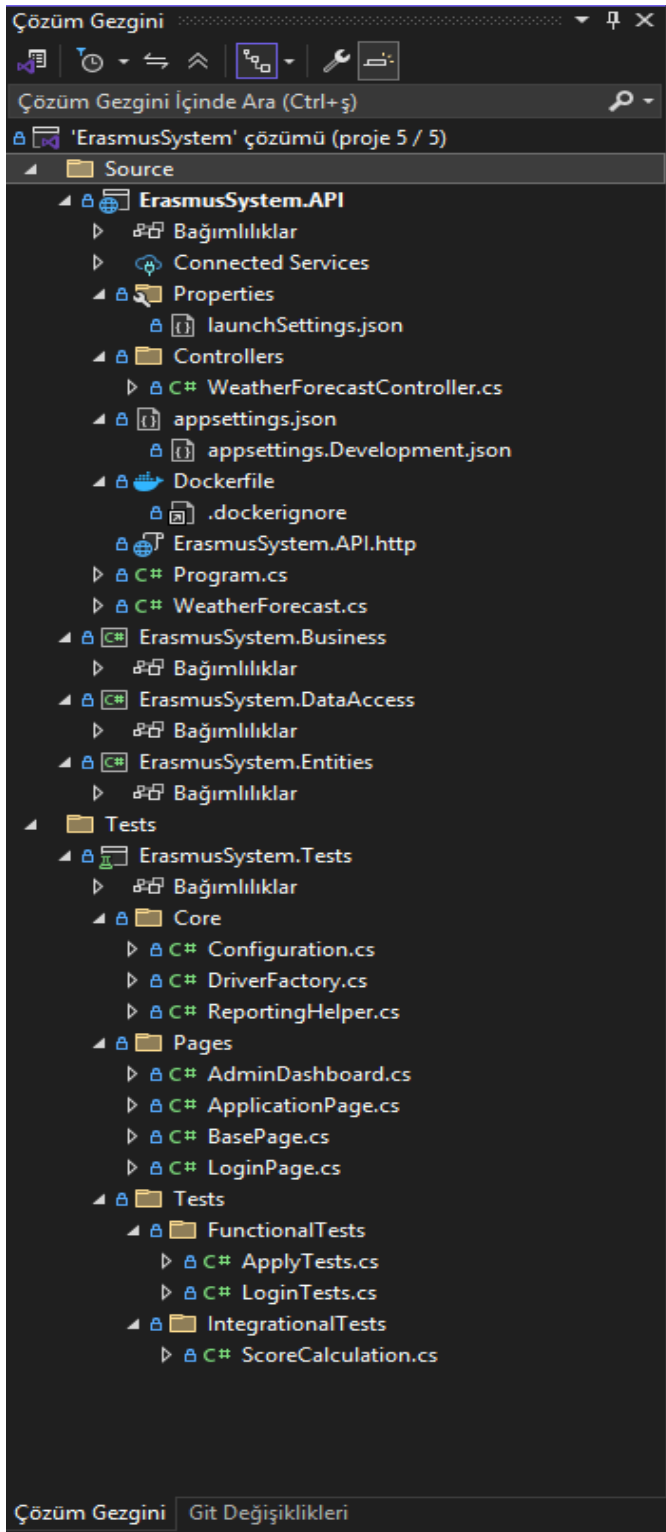 Çözüm Gezgini
Çözüm Gezgini İçinde Ara (Ctrl+ş)
'ErasmusSystem' çözümü (proje 5 / 5)
Source
ErasmusSystem.API
Bağımlılıklar
Connected Services
Properties
launchSettings.json
Controllers
C# WeatherForecastController.cs
appsettings.json
appsettings.Development.json
Dockerfile
.dockerignore
ErasmusSystem.API.http
C# Program.cs
C# WeatherForecast.cs
C# ErasmusSystem.Business
Bağımlılıklar
C# ErasmusSystem.DataAccess
Bağımlılıklar
C# ErasmusSystem.Entities
Bağımlılıklar
Tests
ErasmusSystem.Tests
Bağımlılıklar
Core
C# Configuration.cs
C# DriverFactory.cs
C# ReportingHelper.cs
Pages
C# AdminDashboard.cs
C# ApplicationPage.cs
C# BasePage.cs
C# LoginPage.cs
Tests
FunctionalTests
C# ApplyTests.cs
C# LoginTests.cs
IntegrationalTests
C# ScoreCalculation.cs
Çözüm Gezgini Git Değişiklikleri